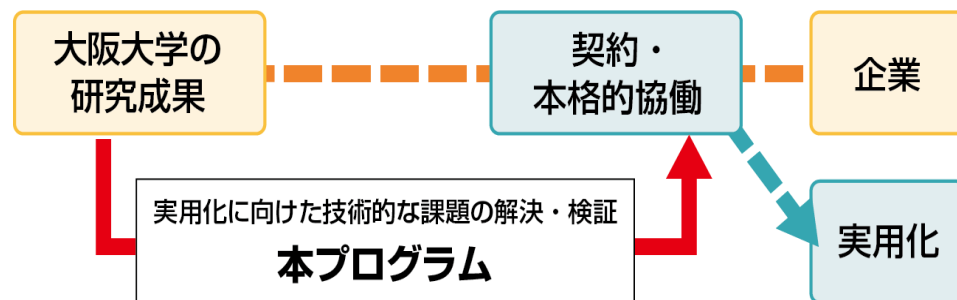 大阪大学の
研究成果
契約・
本格的協働
企業
実用化に向けた技術的な課題の解決・検証
本プログラム
実用化